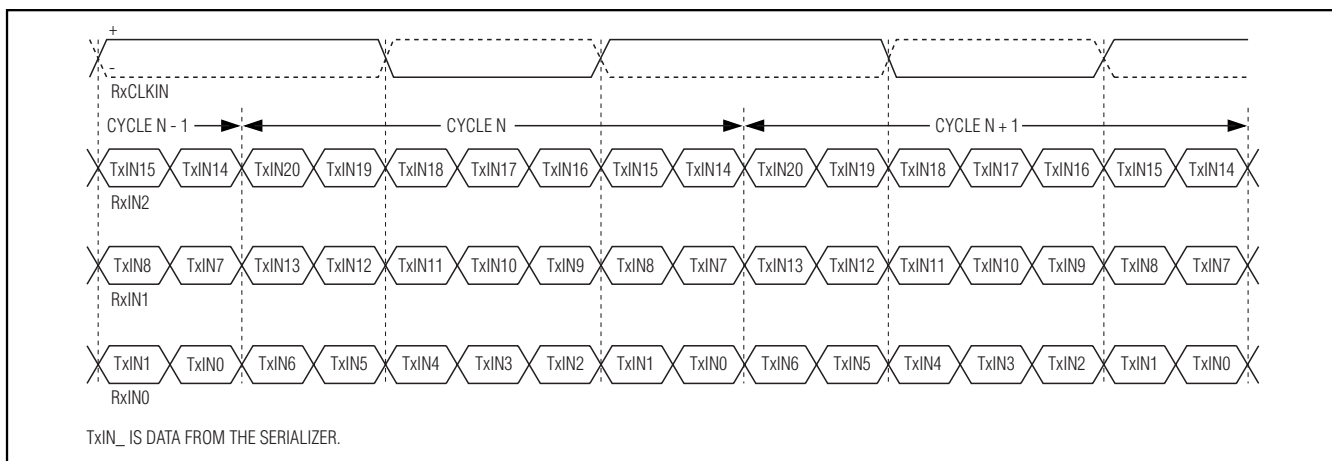 +
-
RxCLKIN
CYCLE N - 1 CYCLE N CYCLE N + 1
TxIN15 TxIN14 TxIN20 TxIN19 TxIN18 TxIN17 TxIN16 TxIN15 TxIN14 TxIN20 TxIN19 TxIN18 TxIN17 TxIN16 TxIN15 TxIN14
RxIN2
TxIN8 TxIN7 TxIN13 TxIN12 TxIN11 TxIN10 TxIN9 TxIN8 TxIN7 TxIN13 TxIN12 TxIN11 TxIN10 TxIN9 TxIN8 TxIN7
RxIN1
TxIN1 TxIN0 TxIN6 TxIN5 TxIN4 TxIN3 TxIN2 TxIN1 TxIN0 TxIN6 TxIN5 TxIN4 TxIN3 TxIN2 TxIN1 TxIN0
RxIN0
TxIN_ IS DATA FROM THE SERIALIZER.